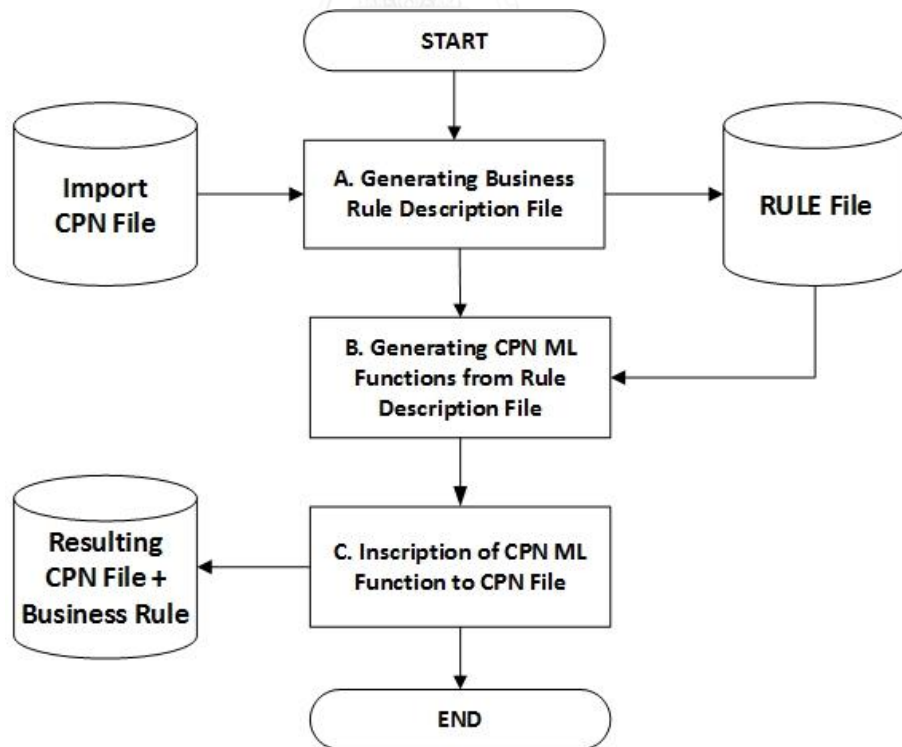 START
Import
CPN File
A. Generating Business
Rule Description File
RULE File
B. Generating CPN ML
Functions from Rule
Description File
Resulting
CPN File +
Business Rule
C. Inscription of CPN ML
Function to CPN File
END